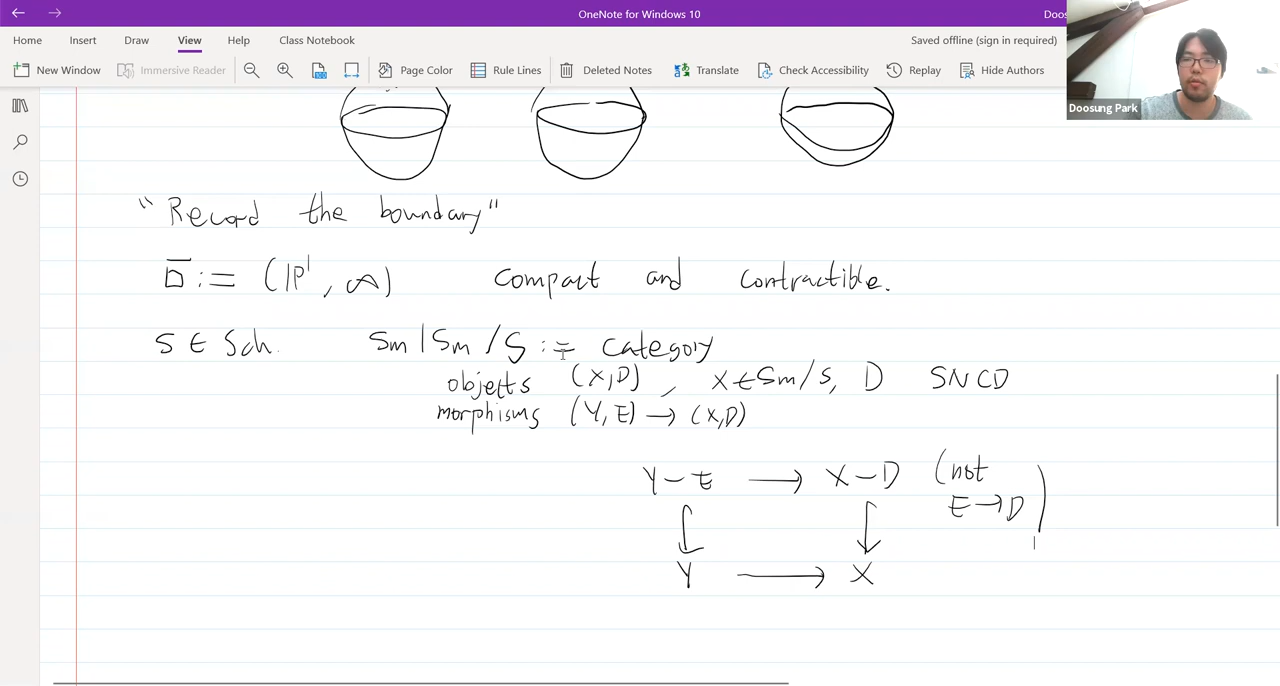 OneNote for Windows 10
Doos
Home Insert Draw View Help Class Notebook
Saved offline (sign in required)
New Window Immersive Reader Page Color Rule Lines Deleted Notes Translate Check Accessibility Replay Hide Authors
Doosung Park
"Record the boundary"
□̅ := (ℙ¹, ∞) compact and contractible.
S ∈ Sch. Sm|Sm/S := category
objects (X,D), X∈Sm/S, D SNCD
morphisms (Y,E) → (X,D)
Y−E → X−D (not
E→D)
Y → X